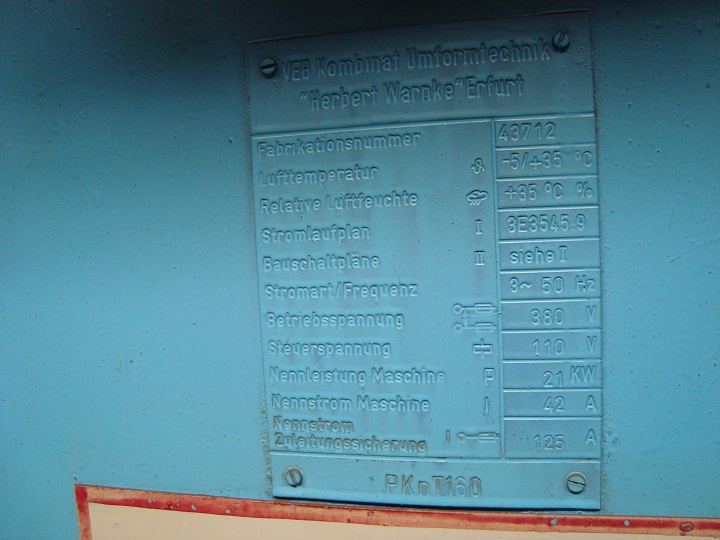 VEB Kombinat Umformtechnik
"Herbert Warnke" Erfurt
Fabrikationsnummer 43712
Lufttemperatur -5/+35 °C
Relative Luftfeuchte +35 °C %
Stromlaufplan I 3E3545.9
Bauschaltpläne II siehe I
Stromart/Frequenz 3~ 50 Hz
Betriebsspannung 380 V
Steuerspannung 110 V
Nennleistung Maschine P 21 KW
Nennstrom Maschine I 42 A
Nennstrom
Zuleitungssicherung I 125 A
PKnT160